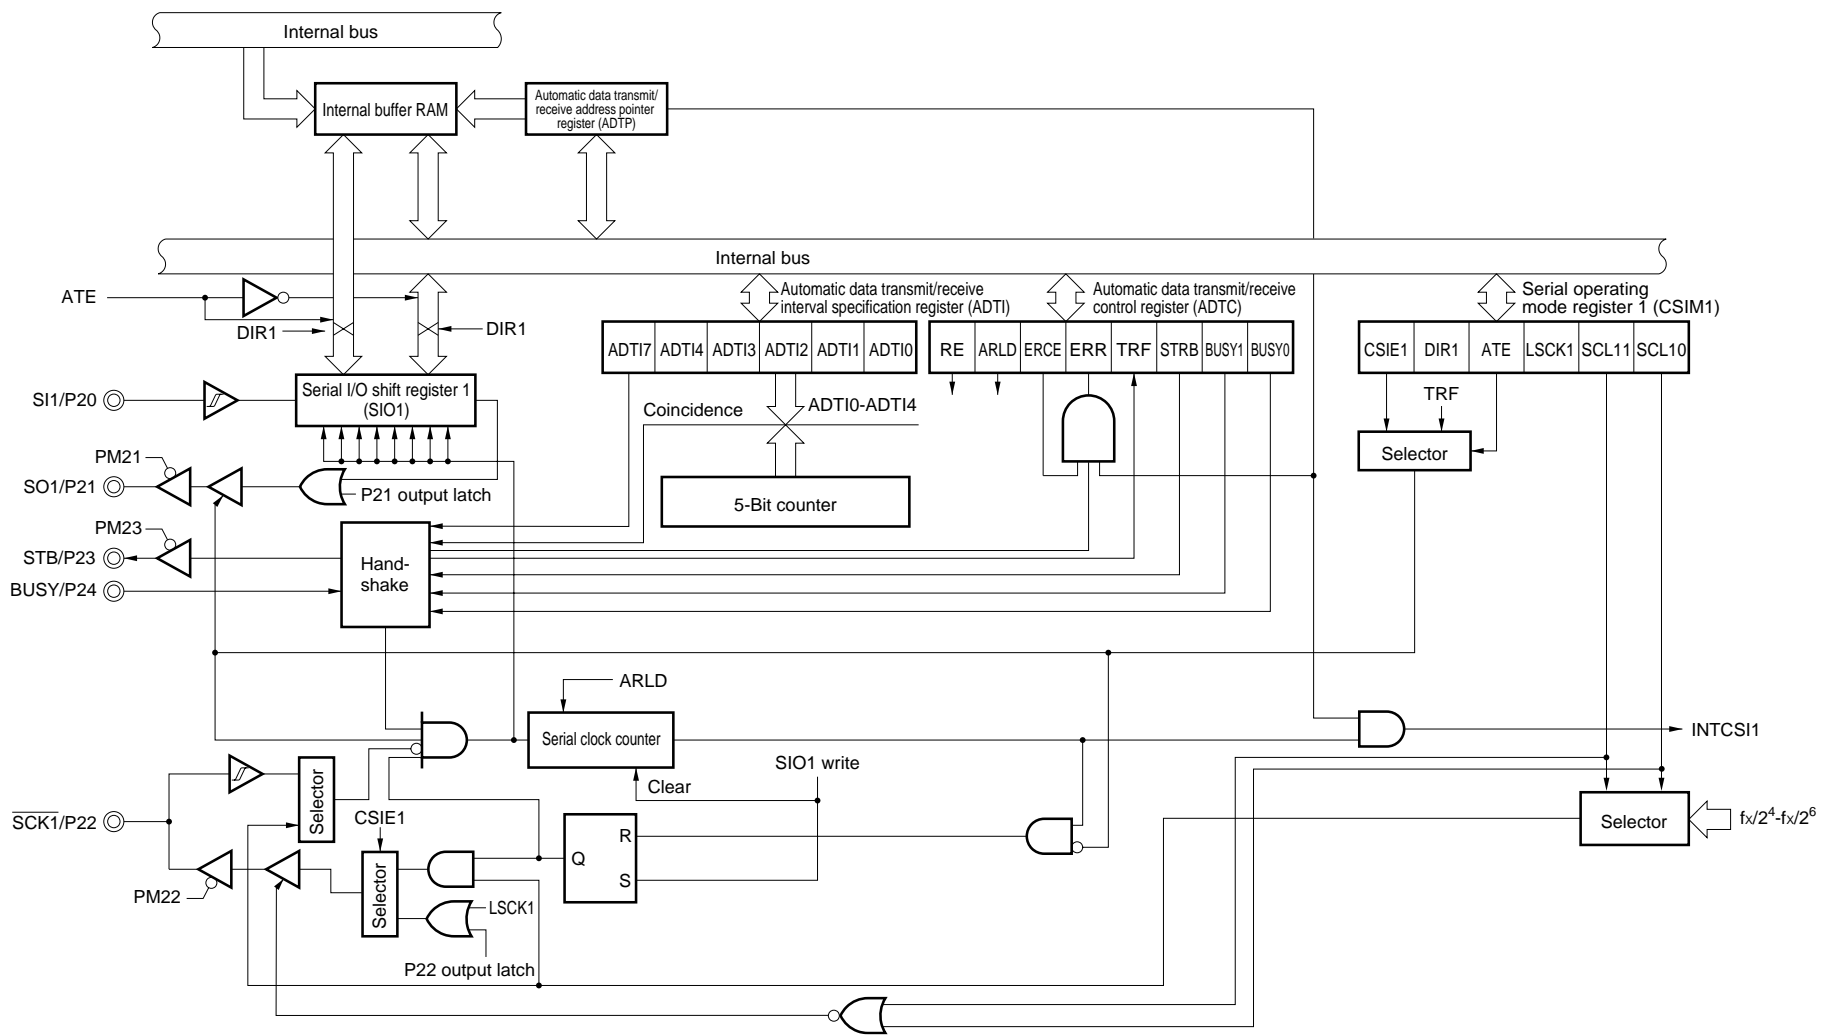 Internal bus
Internal buffer RAM
Automatic data transmit/
receive address pointer
register (ADTP)
Internal bus
ATE
DIR1
DIR1
Automatic data transmit/receive
interval specification register (ADTI)
Automatic data transmit/receive
control register (ADTC)
Serial operating
mode register 1 (CSIM1)
ADTI7 ADTI4 ADTI3 ADTI2 ADTI1 ADTI0
RE ARLD ERCE ERR TRF STRB BUSY1 BUSY0
CSIE1 DIR1 ATE LSCK1 SCL11 SCL10
SI1/P20
Serial I/O shift register 1
(SIO1)
Coincidence
ADTI0-ADTI4
TRF
Selector
PM21
SO1/P21
P21 output latch
5-Bit counter
PM23
STB/P23
BUSY/P24
Hand-
shake
ARLD
Serial clock counter
INTCSI1
SIO1 write
Clear
SCK1/P22
Selector
CSIE1
Selector
Q
R
S
Selector
fX/2⁴-fX/2⁶
PM22
LSCK1
P22 output latch